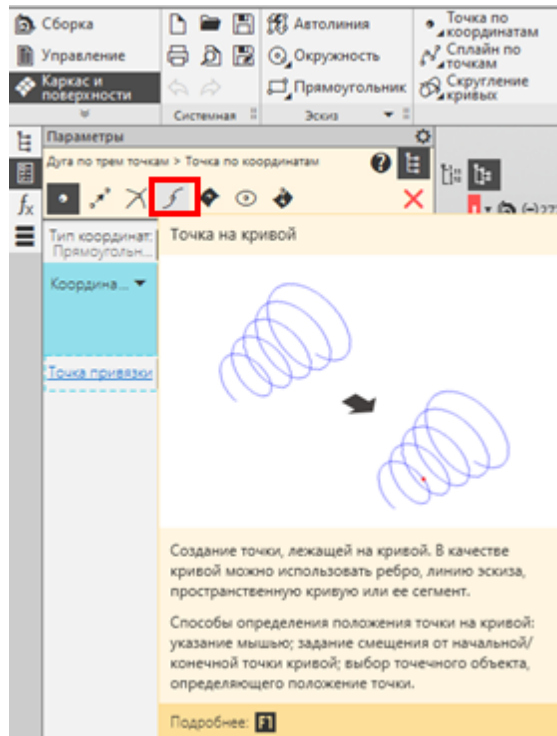 Сборка
Управление
Каркас и
поверхности
Системная
Автолиния
Окружность
Прямоугольник
Эскиз
Точка по
координатам
Сплайн по
точкам
Скругление
кривых
Параметры
Дуга по трем точкам > Точка по координатам
fx
Тип координат:
Прямоугольн...
Координа...
Точка привязки
Точка на кривой
Создание точки, лежащей на кривой. В качестве
кривой можно использовать ребро, линию эскиза,
пространственную кривую или ее сегмент.
Способы определения положения точки на кривой:
указание мышью; задание смещения от начальной/
конечной точки кривой; выбор точечного объекта,
определяющего положение точки.
Подробнее: F1